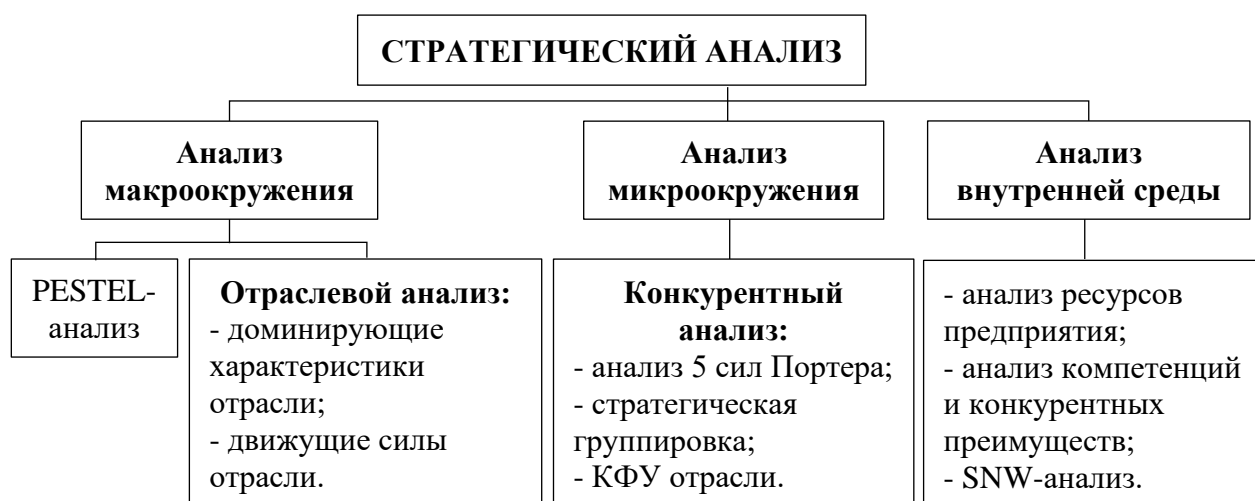 СТРАТЕГИЧЕСКИЙ АНАЛИЗ
Анализ
макроокружения
Анализ
микроокружения
Анализ
внутренней среды
PESTEL-
анализ
Отраслевой анализ:
- доминирующие
характеристики
отрасли;
- движущие силы
отрасли.
Конкурентный
анализ:
- анализ 5 сил Портера;
- стратегическая
группировка;
- КФУ отрасли.
- анализ ресурсов
предприятия;
- анализ компетенций
и конкурентных
преимуществ;
- SNW-анализ.